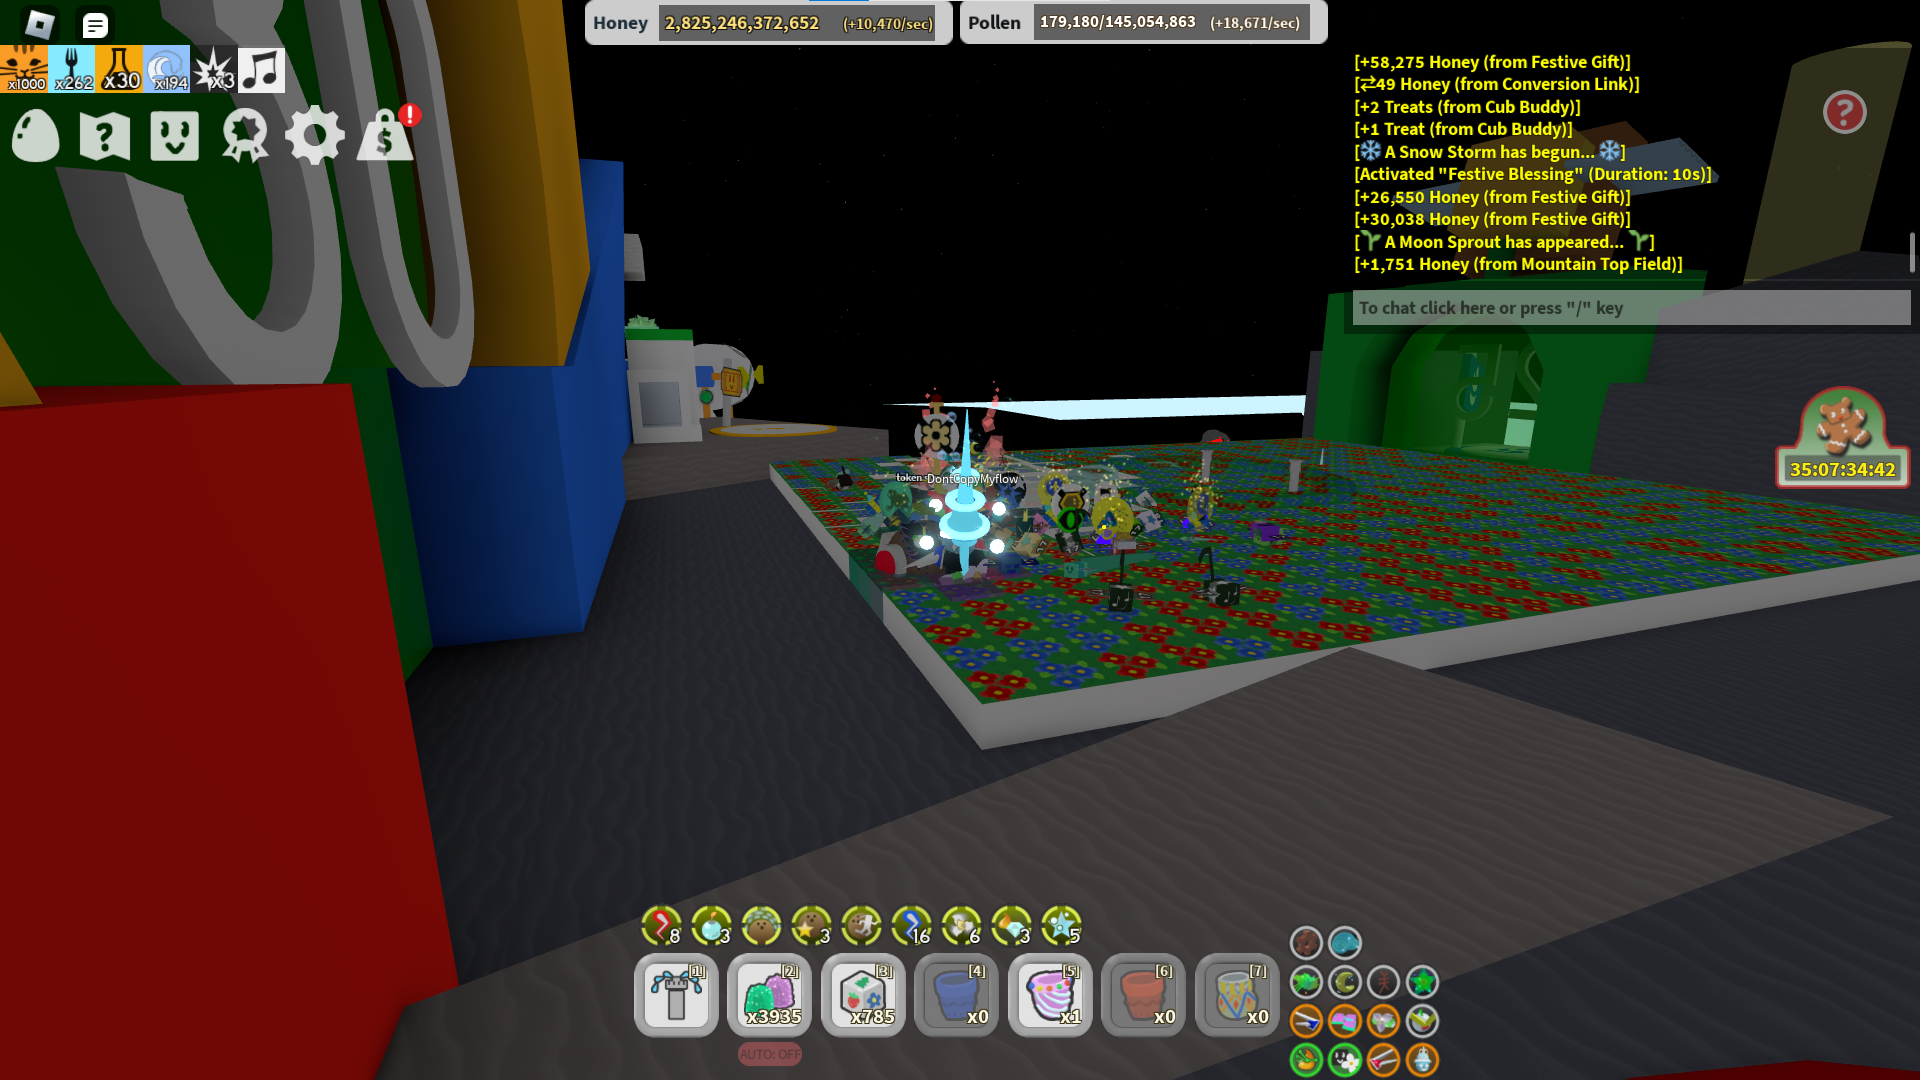 Honey 2,825,246,372,652 (+10,470/sec)
Pollen 179,180/145,054,863 (+18,671/sec)
x1000 x262 x30 x194 x3
!
$
?
?
30
[+58,275 Honey (from Festive Gift)]
[⇄49 Honey (from Conversion Link)]
[+2 Treats (from Cub Buddy)]
[+1 Treat (from Cub Buddy)]
[❄️ A Snow Storm has begun... ❄️]
[Activated "Festive Blessing" (Duration: 10s)]
[+26,550 Honey (from Festive Gift)]
[+30,038 Honey (from Festive Gift)]
[🌱 A Moon Sprout has appeared... 🌱]
[+1,751 Honey (from Mountain Top Field)]
To chat click here or press "/" key
35:07:34:42
DontCopyMyflow
8 3 3 16 6 3 5
[1] [2] [3] [4] [5] [6] [7]
x3935 x785 x0 x1 x0 x0
AUTO: OFF